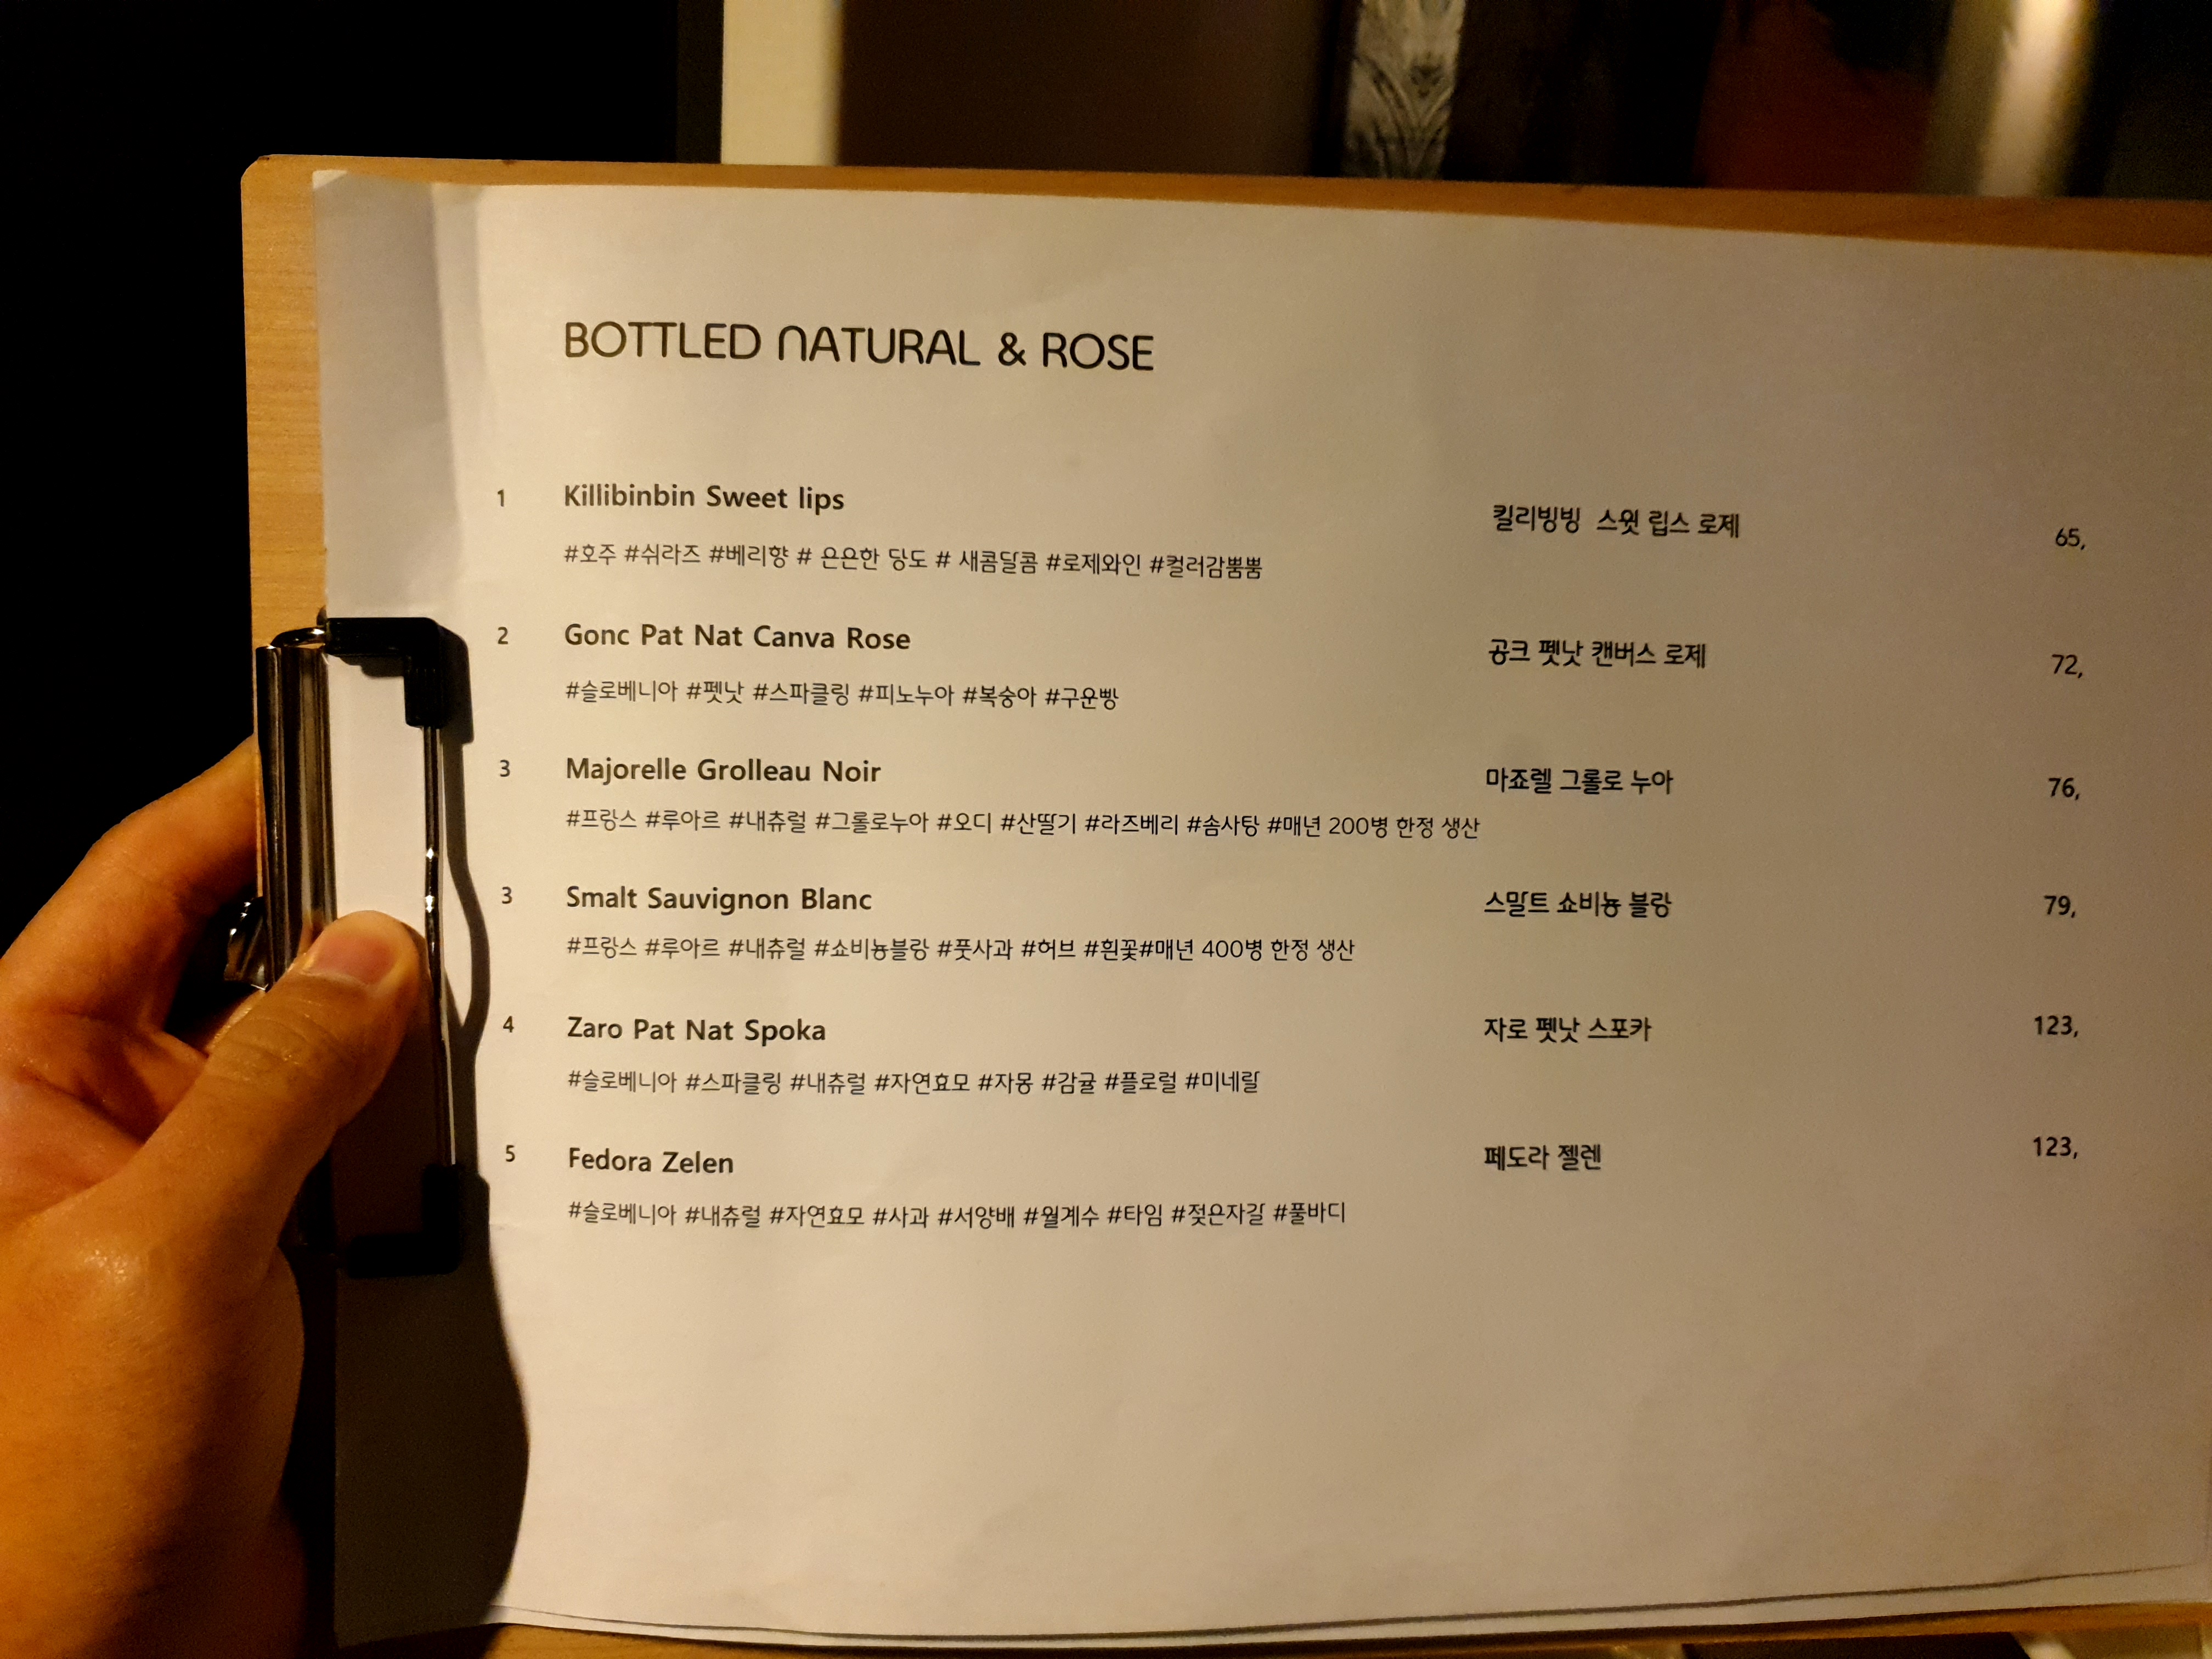 BOTTLED NATURAL & ROSE
1 Killibinbin Sweet lips 킬리빙빙 스윗 립스 로제 65,
#호주 #쉬라즈 #베리향 # 은은한 당도 # 새콤달콤 #로제와인 #컬러감뿜뿜
2 Gonc Pat Nat Canva Rose 공크 펫낫 캔버스 로제 72,
#슬로베니아 #펫낫 #스파클링 #피노누아 #복숭아 #구운빵
3 Majorelle Grolleau Noir 마죠렐 그롤로 누아 76,
#프랑스 #루아르 #내츄럴 #그롤로누아 #오디 #산딸기 #라즈베리 #솜사탕 #매년 200병 한정 생산
3 Smalt Sauvignon Blanc 스말트 쇼비뇽 블랑 79,
#프랑스 #루아르 #내츄럴 #쇼비뇽블랑 #풋사과 #허브 #흰꽃#매년 400병 한정 생산
4 Zaro Pat Nat Spoka 자로 펫낫 스포카 123,
#슬로베니아 #스파클링 #내츄럴 #자연효모 #자몽 #감귤 #플로럴 #미네랄
5 Fedora Zelen 페도라 젤렌 123,
#슬로베니아 #내츄럴 #자연효모 #사과 #서양배 #월계수 #타임 #젖은자갈 #풀바디